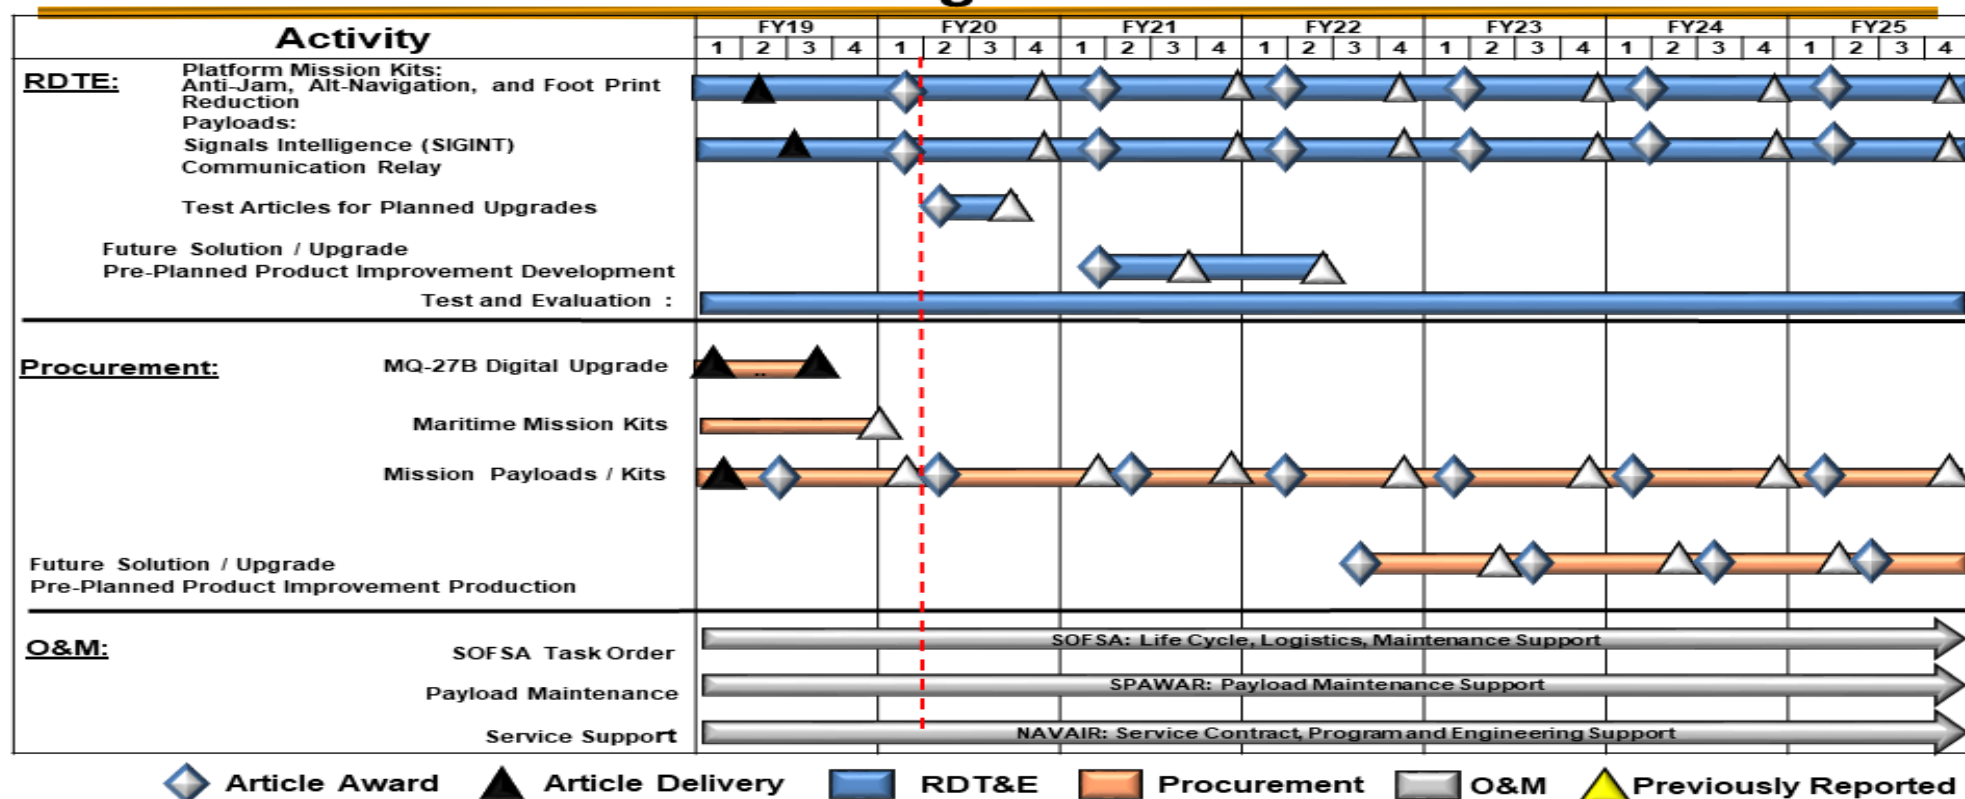 FY19 FY20 FY21 FY22 FY23 FY24 FY25
Activity
1 2 3 4 1 2 3 4 1 2 3 4 1 2 3 4 1 2 3 4 1 2 3 4 1 2 3 4
RDTE:
Platform Mission Kits:
Anti-Jam, Alt-Navigation, and Foot Print
Reduction
Payloads:
Signals Intelligence (SIGINT)
Communication Relay
Test Articles for Planned Upgrades
Future Solution / Upgrade
Pre-Planned Product Improvement Development
Test and Evaluation :
Procurement:
MQ-27B Digital Upgrade
..
Maritime Mission Kits
Mission Payloads / Kits
Future Solution / Upgrade
Pre-Planned Product Improvement Production
O&M:
SOFSA Task Order
SOFSA: Life Cycle, Logistics, Maintenance Support
Payload Maintenance
SPAWAR: Payload Maintenance Support
Service Support
NAVAIR: Service Contract, Program and Engineering Support
Article Award Article Delivery RDT&E Procurement O&M Previously Reported